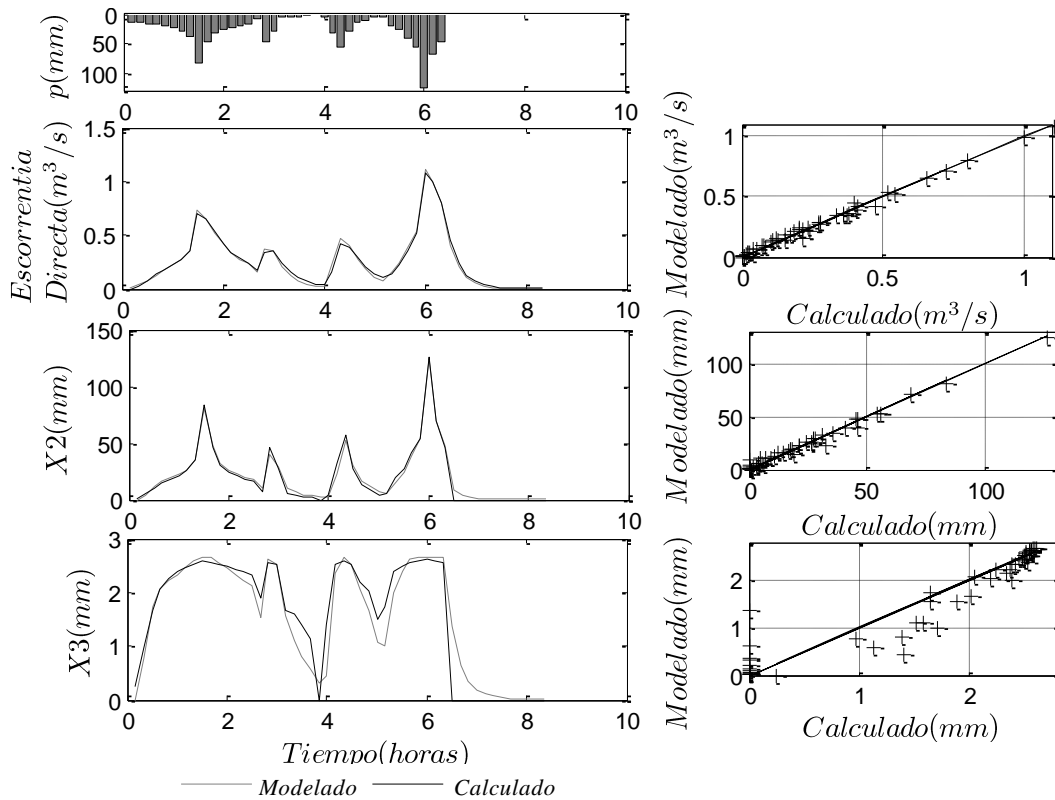 p(mm)
0
50
100
0 2 4 6 8 10
Escorrentia
Directa(m³/s)
1.5
1
0.5
0
0 2 4 6 8 10
X2(mm)
150
100
50
0
0 2 4 6 8 10
X3(mm)
3
2
1
0
0 2 4 6 8 10
Tiempo(horas)
Modelado Calculado
Modelado(m³/s)
1
0.5
0
0 0.5 1
Calculado(m³/s)
Modelado(mm)
100
50
0
0 50 100
Calculado(mm)
Modelado(mm)
2
1
0
0 1 2
Calculado(mm)